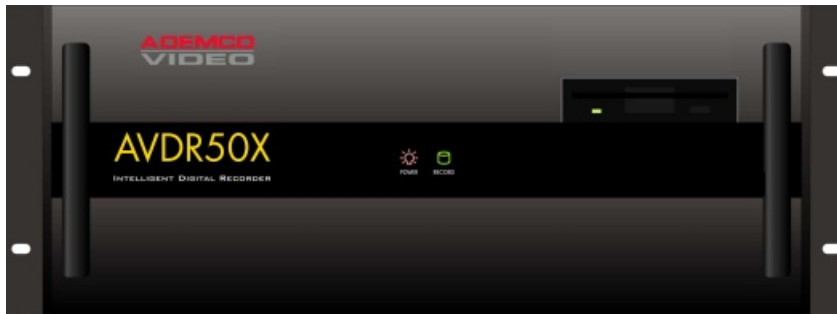 ADEMCO
VIDEO
AVDR50X
INTELLIGENT DIGITAL RECORDER
POWER
RECORD